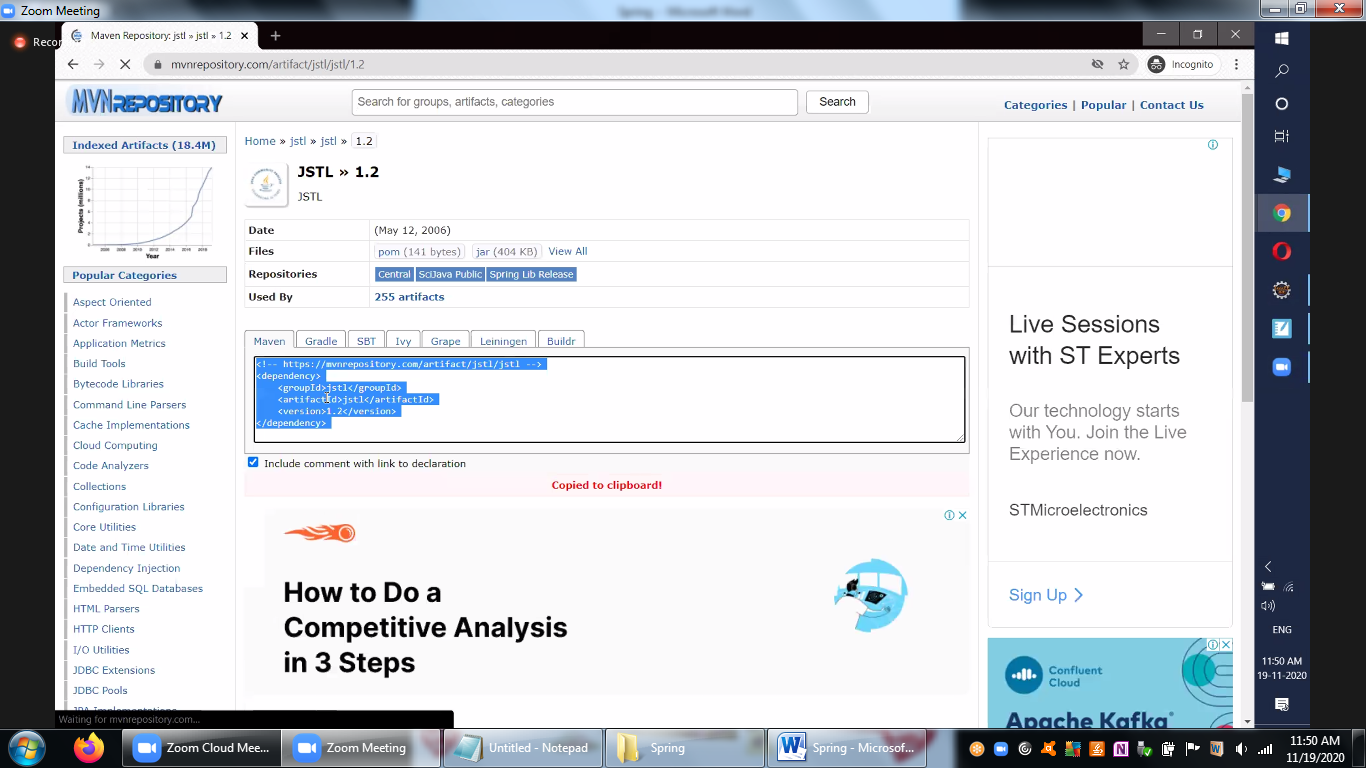 Zoom Meeting
Spring - Microsoft Word
Recor
Maven Repository: jstl » jstl » 1.2
mvnrepository.com/artifact/jstl/jstl/1.2
Incognito
MVNREPOSITORY
Search for groups, artifacts, categories
Search
Categories | Popular | Contact Us
Indexed Artifacts (18.4M)
Projects (millions)
Year
Popular Categories
Aspect Oriented
Actor Frameworks
Application Metrics
Build Tools
Bytecode Libraries
Command Line Parsers
Cache Implementations
Cloud Computing
Code Analyzers
Collections
Configuration Libraries
Core Utilities
Date and Time Utilities
Dependency Injection
Embedded SQL Databases
HTML Parsers
HTTP Clients
I/O Utilities
JDBC Extensions
JDBC Pools
Home » jstl » jstl » 1.2
JSTL » 1.2
JSTL
Date (May 12, 2006)
Files pom (141 bytes) jar (404 KB) View All
Repositories Central SciJava Public Spring Lib Release
Used By 255 artifacts
Maven Gradle SBT Ivy Grape Leiningen Buildr
<!-- https://mvnrepository.com/artifact/jstl/jstl -->
<dependency>
<groupId>jstl</groupId>
<artifactId>jstl</artifactId>
<version>1.2</version>
</dependency>
Include comment with link to declaration
Copied to clipboard!
How to Do a
Competitive Analysis
in 3 Steps
Live Sessions
with ST Experts
Our technology starts
with You. Join the Live
Experience now.
STMicroelectronics
Sign Up
CONFLUENT
Cloud
Apache Kafka®
ENG
11:50 AM
19-11-2020
Waiting for mvnrepository.com...
Zoom Cloud Mee...
Zoom Meeting
Untitled - Notepad
Spring
Spring - Microsof...
11:50 AM
11/19/2020